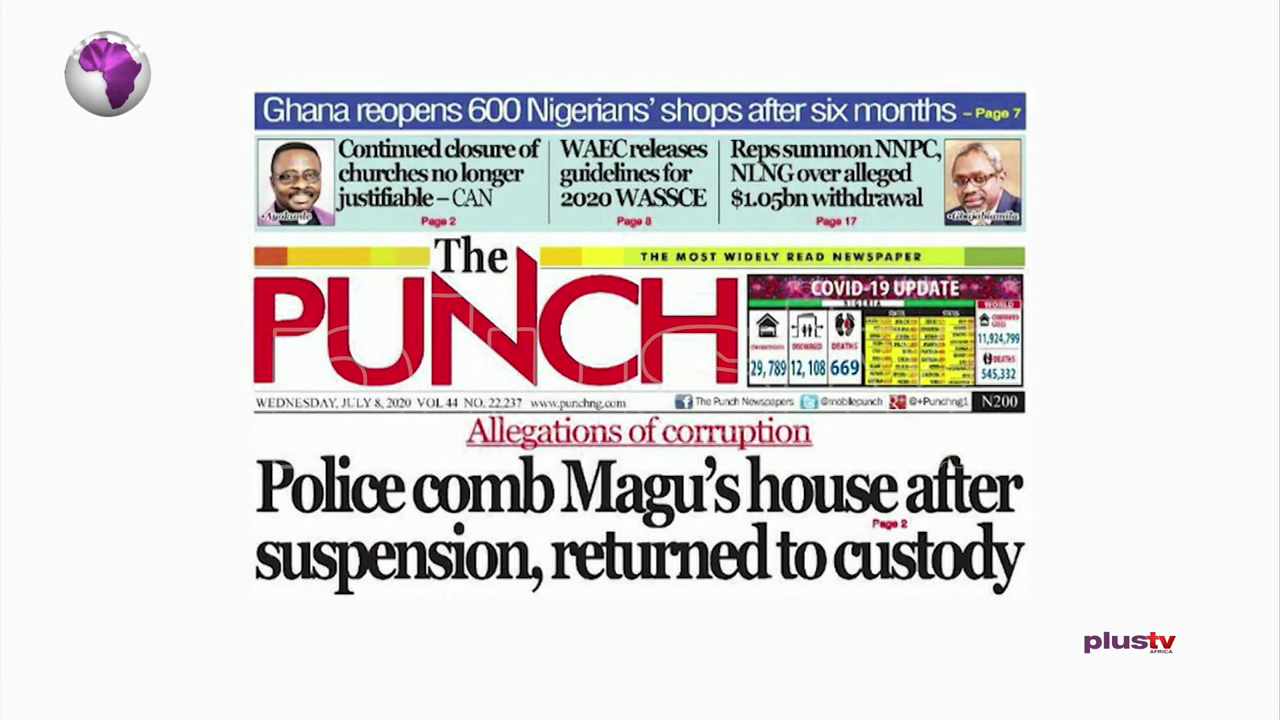 Ghana reopens 600 Nigerians' shops after six months – Page 7
Continued closure of
churches no longer
justifiable – CAN
Page 2
WAEC releases
guidelines for
2020 WASSCE
Page 8
Reps summon NNPC,
NLNG over alleged
$1.05bn withdrawal
Page 17
•Ayokunle
•Gbajabiamila
The
PUNCH
THE MOST WIDELY READ NEWSPAPER
COVID-19 UPDATE
NIGERIA
WORLD
CONFIRMED
CASES
DISCHARGED
DEATHS
29,789
12,108
669
11,924,799
DEATHS
545,332
WEDNESDAY, JULY 8, 2020 VOL 44 NO. 22,237 www.punchng.com
The Punch Newspapers
@mobilepunch
@+Punchng1
N200
Allegations of corruption
Police comb Magu's house after
Page 2
suspension, returned to custody
plustv
AFRICA